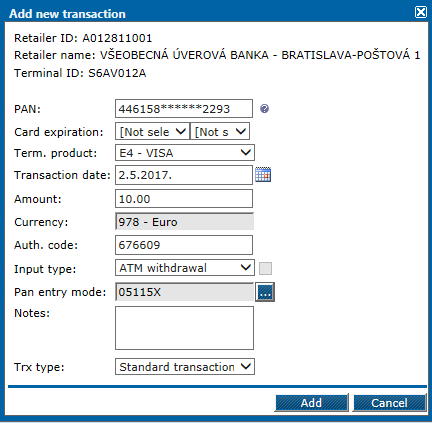 Add new transaction
Retailer ID: A012811001
Retailer name: VŠEOBECNÁ ÚVEROVÁ BANKA - BRATISLAVA-POŠTOVÁ 1
Terminal ID: S6AV012A
PAN: 446158******2293
Card expiration: [Not sele [Not s
Term. product: E4 - VISA
Transaction date: 2.5.2017.
Amount: 10.00
Currency: 978 - Euro
Auth. code: 676609
Input type: ATM withdrawal
Pan entry mode: 05115X ...
Notes:
Trx type: Standard transaction
Add Cancel